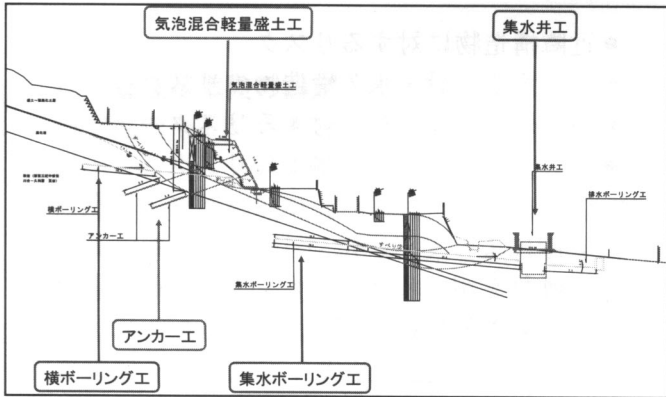 気泡混合軽量盛土工
集水井工
気泡混合軽量盛土工
集水井工
排水ボーリング工
横ボーリング工
アンカー工
集水ボーリング工
アンカー工
横ボーリング工
集水ボーリング工